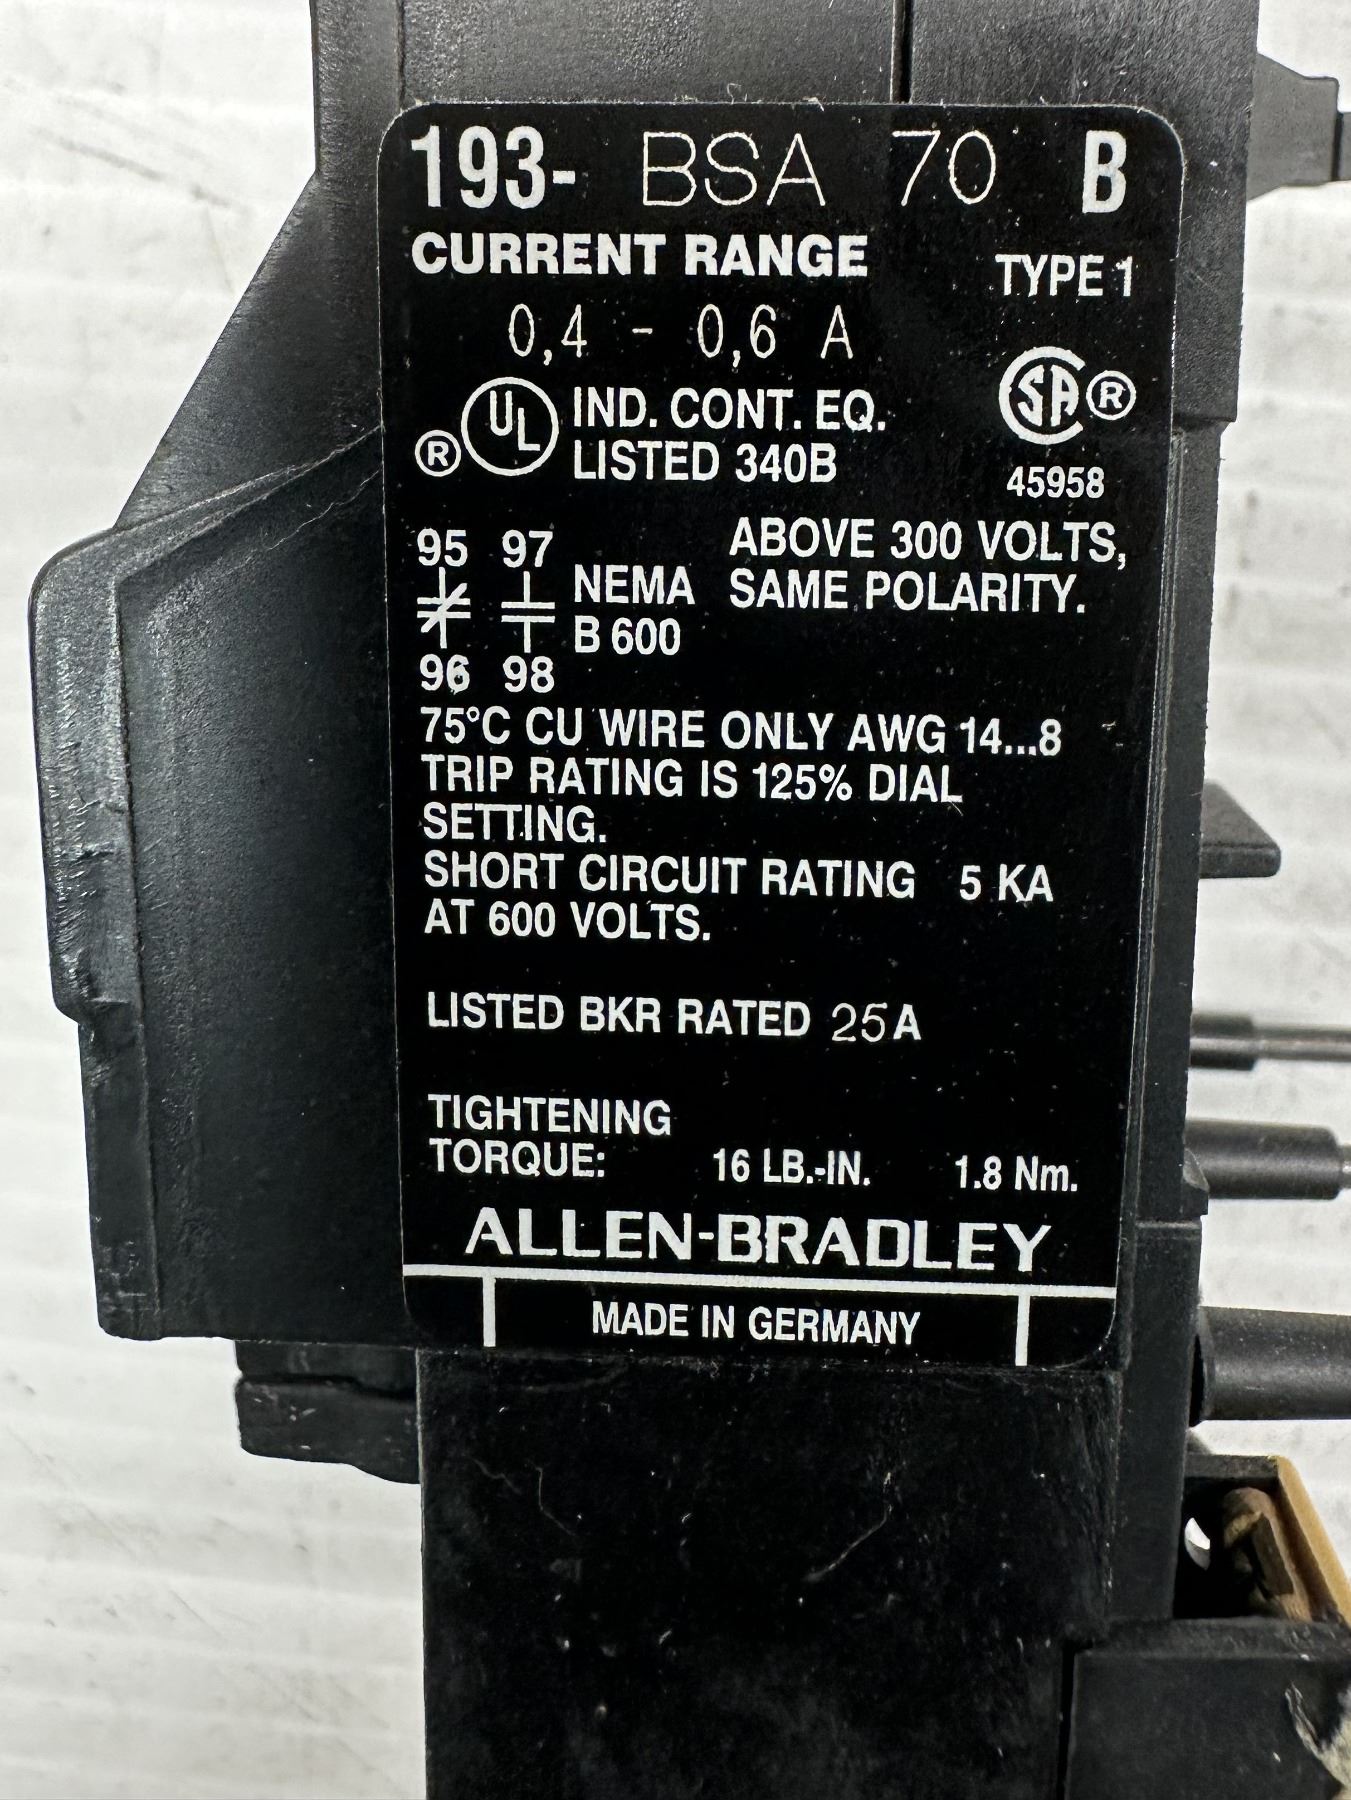 193- BSA 70 B
CURRENT RANGE TYPE 1
0,4 - 0,6 A
® UL IND. CONT. EQ. SA ®
LISTED 340B 45958
95 97 ABOVE 300 VOLTS,
NEMA SAME POLARITY.
B 600
96 98
75°C CU WIRE ONLY AWG 14...8
TRIP RATING IS 125% DIAL
SETTING.
SHORT CIRCUIT RATING 5 KA
AT 600 VOLTS.
LISTED BKR RATED 25 A
TIGHTENING
TORQUE: 16 LB.-IN. 1.8 Nm.
ALLEN-BRADLEY
MADE IN GERMANY